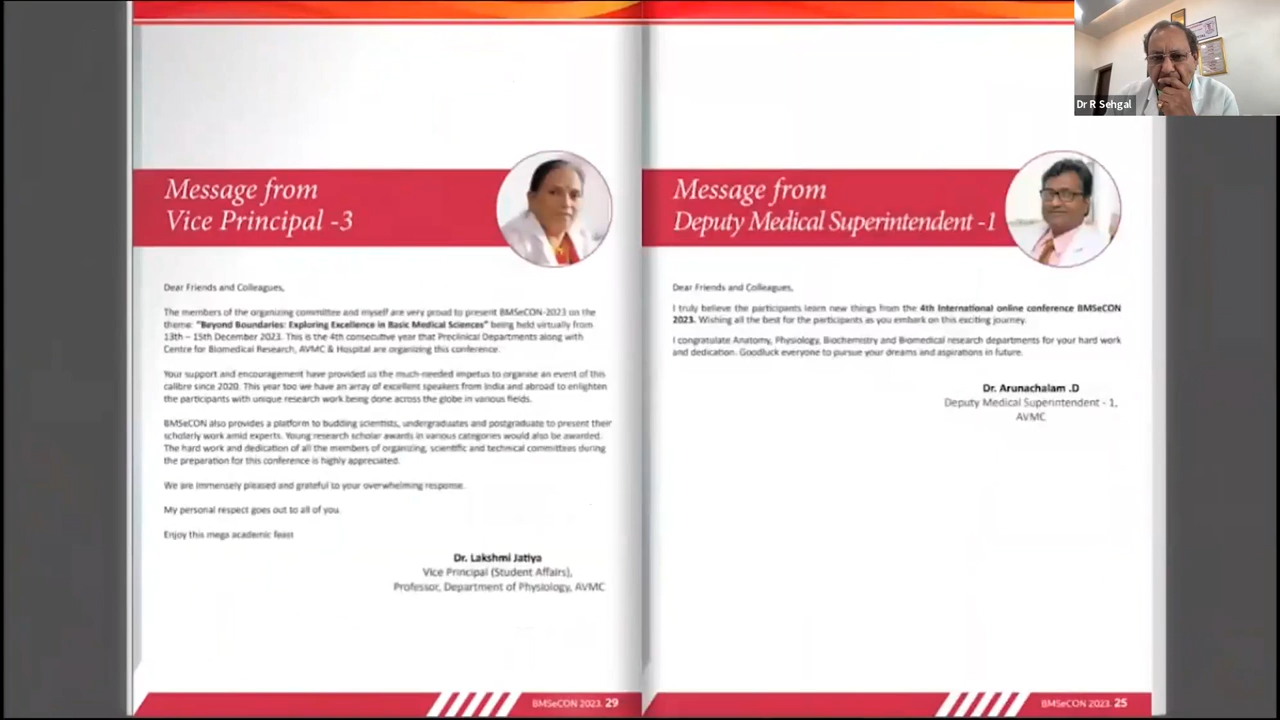 Dr R Sehgal
Message from
Vice Principal -3
Dear Friends and Colleagues,
The members of the organizing committee and myself are very proud to present BMSeCON-2023 on the
theme: "Beyond Boundaries: Exploring Excellence in Basic Medical Sciences" being held virtually from
13th – 15th December 2023. This is the 4th consecutive year that Preclinical Departments along with
Centre for Biomedical Research, AVMC & Hospital are organizing this conference.
Your support and encouragement have provided us the much-needed impetus to organise an event of this
calibre since 2020. This year too we have an array of excellent speakers from India and abroad to enlighten
the participants with unique research work being done across the globe in various fields.
BMSeCON also provides a platform to budding scientists, undergraduates and postgraduate to present their
scholarly work amid experts. Young research scholar awards in various categories would also be awarded.
The hard work and dedication of all the members of organizing, scientific and technical committees during
the preparation for this conference is highly appreciated.
We are immensely pleased and grateful to your overwhelming response.
My personal respect goes out to all of you.
Enjoy this mega academic feast
Dr. Lakshmi Jatiya
Vice Principal (Student Affairs),
Professor, Department of Physiology, AVMC
BMSeCON 2023. 29
Message from
Deputy Medical Superintendent -1
Dear Friends and Colleagues,
I truly believe the participants learn new things from the 4th International online conference BMSeCON
2023. Wishing all the best for the participants as you embark on this exciting journey.
I congratulate Anatomy, Physiology, Biochemistry and Biomedical research departments for your hard work
and dedication. Goodluck everyone to pursue your dreams and aspirations in future.
Dr. Arunachalam .D
Deputy Medical Superintendent - 1,
AVMC
BMSeCON 2023. 25